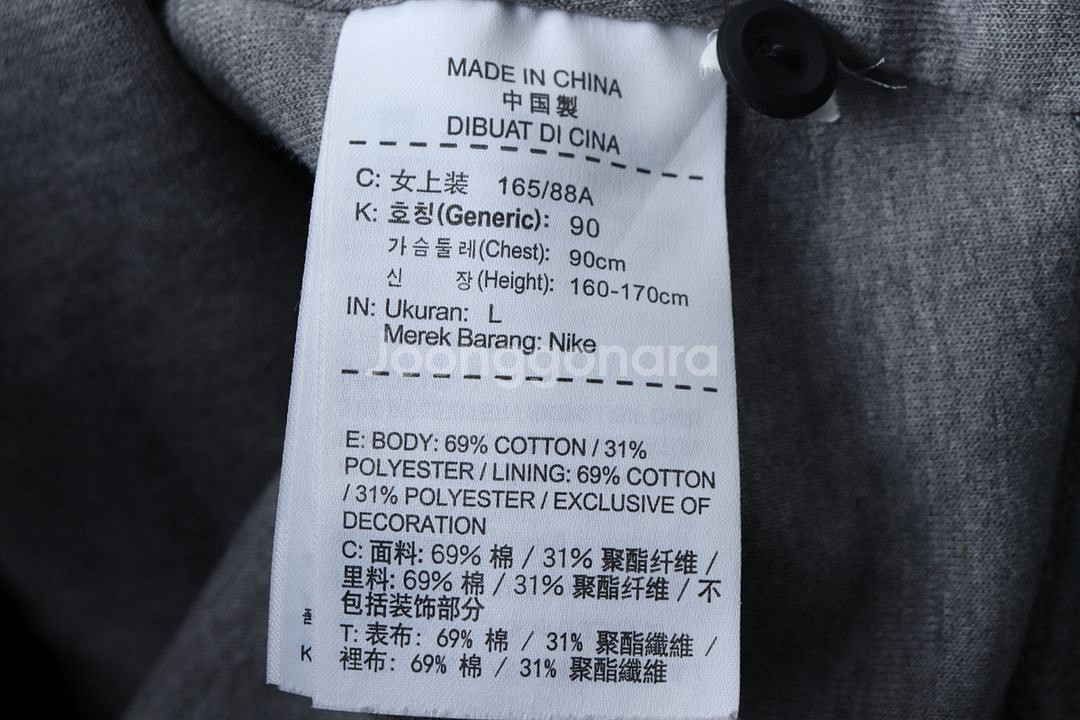 MADE IN CHINA
中国製
DIBUAT DI CINA
C: 女上装 165/88A
K: 호칭(Generic): 90
가슴둘레(Chest): 90cm
신 장(Height): 160-170cm
IN: Ukuran: L
Merek Barang: Nike
Joonggonara
E: BODY: 69% COTTON / 31%
POLYESTER / LINING: 69% COTTON
/ 31% POLYESTER / EXCLUSIVE OF
DECORATION
C: 面料: 69% 棉 / 31% 聚酯纤维 /
里料: 69% 棉 / 31% 聚酯纤维 / 不
包括装饰部分
T: 表布: 69% 棉 / 31% 聚酯纖維 /
裡布: 69% 棉 / 31% 聚酯纖維
K